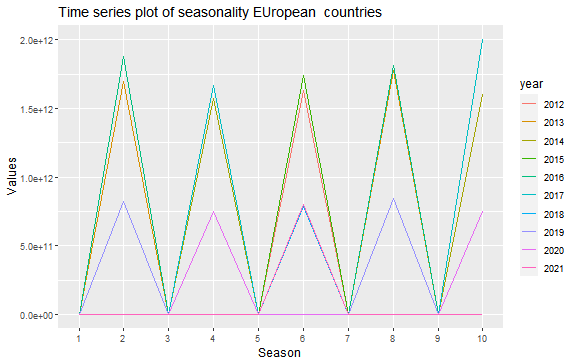 Time series plot of seasonality EUropean  countries
2.0e+12
1.5e+12
1.0e+12
5.0e+11
0.0e+00
Values
1 2 3 4 5 6 7 8 9 10
Season
year
2012
2013
2014
2015
2016
2017
2018
2019
2020
2021